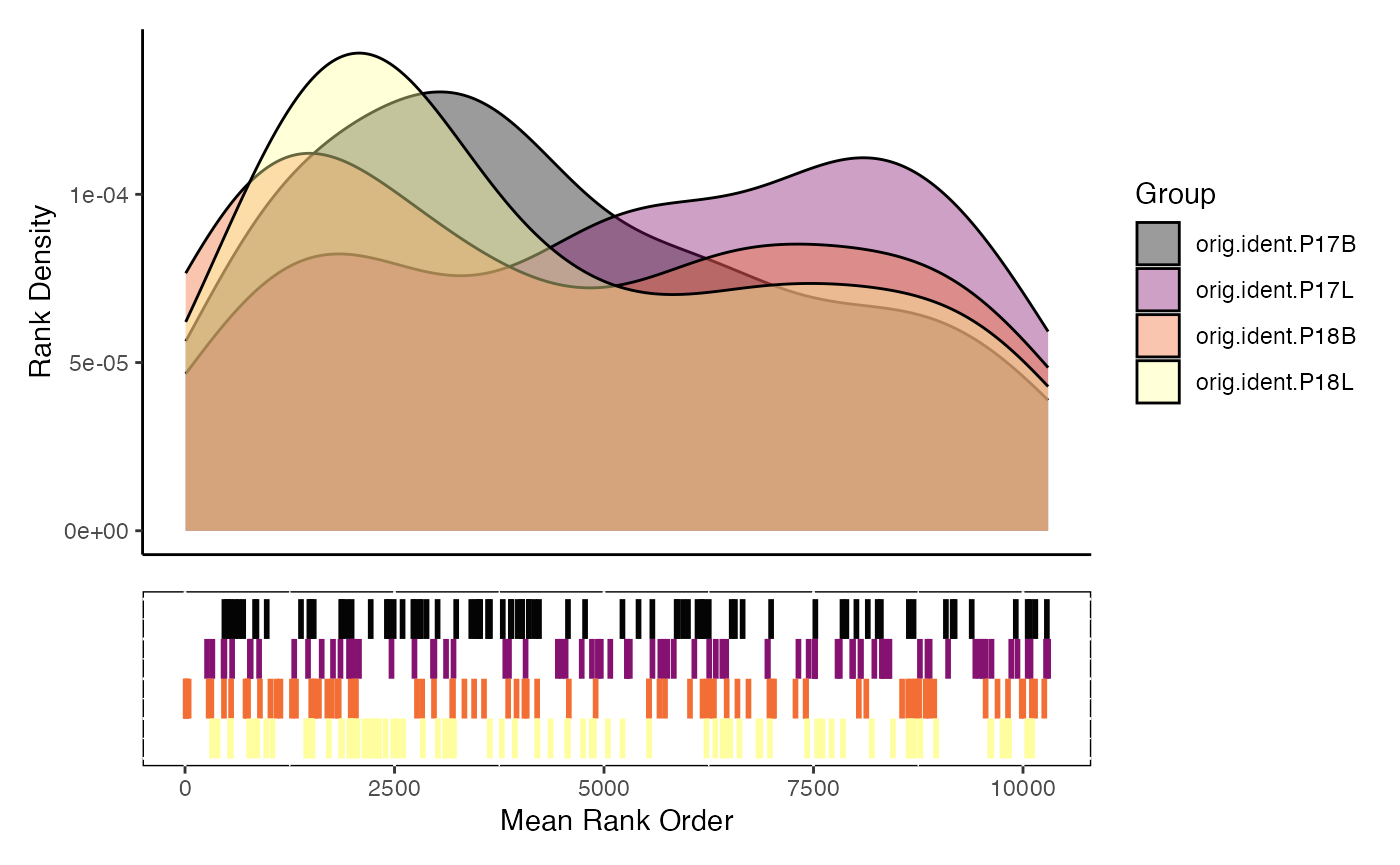 Rank Density
1e-04
5e-05
0e+00
Group
orig.ident.P17B
orig.ident.P17L
orig.ident.P18B
orig.ident.P18L
0 2500 5000 7500 10000
Mean Rank Order